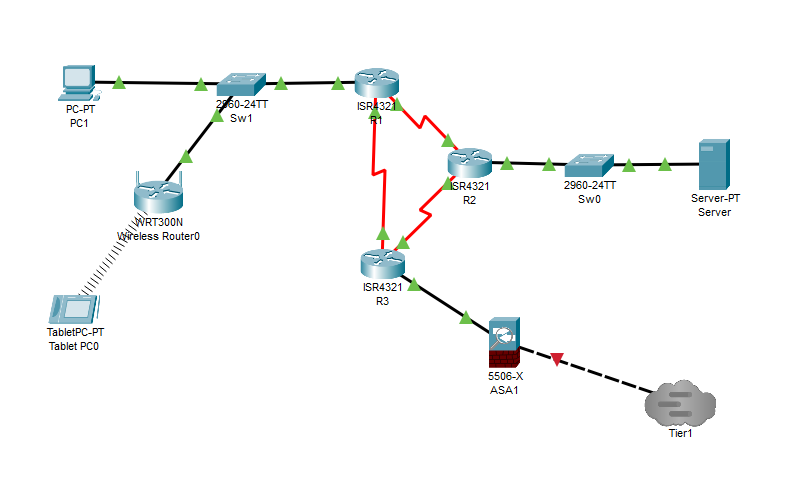 PC-PT
PC1
2960-24TT
Sw1
ISR4321
R1
ISR4321
R2
2960-24TT
Sw0
Server-PT
Server
WRT300N
Wireless Router0
ISR4321
R3
TabletPC-PT
Tablet PC0
5506-X
ASA1
Tier1